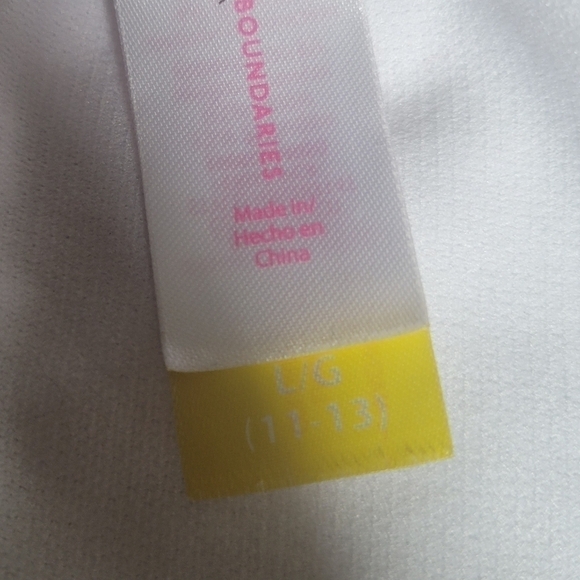 BOUNDARIES
Made in/
Hecho en
China
L/G
(11-13)